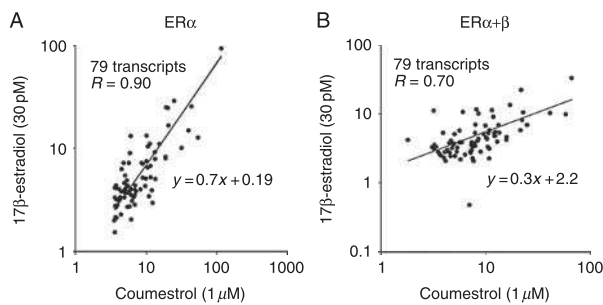 A
ERα
100
79 transcripts
R = 0.90
10
y = 0.7x + 0.19
1
1
10
100
1000
17β-estradiol (30 pM)
Coumestrol (1 μM)
B
ERα+β
100
79 transcripts
R = 0.70
10
1
y = 0.3x + 2.2
0.1
1
10
100
17β-estradiol (30 pM)
Coumestrol (1 μM)